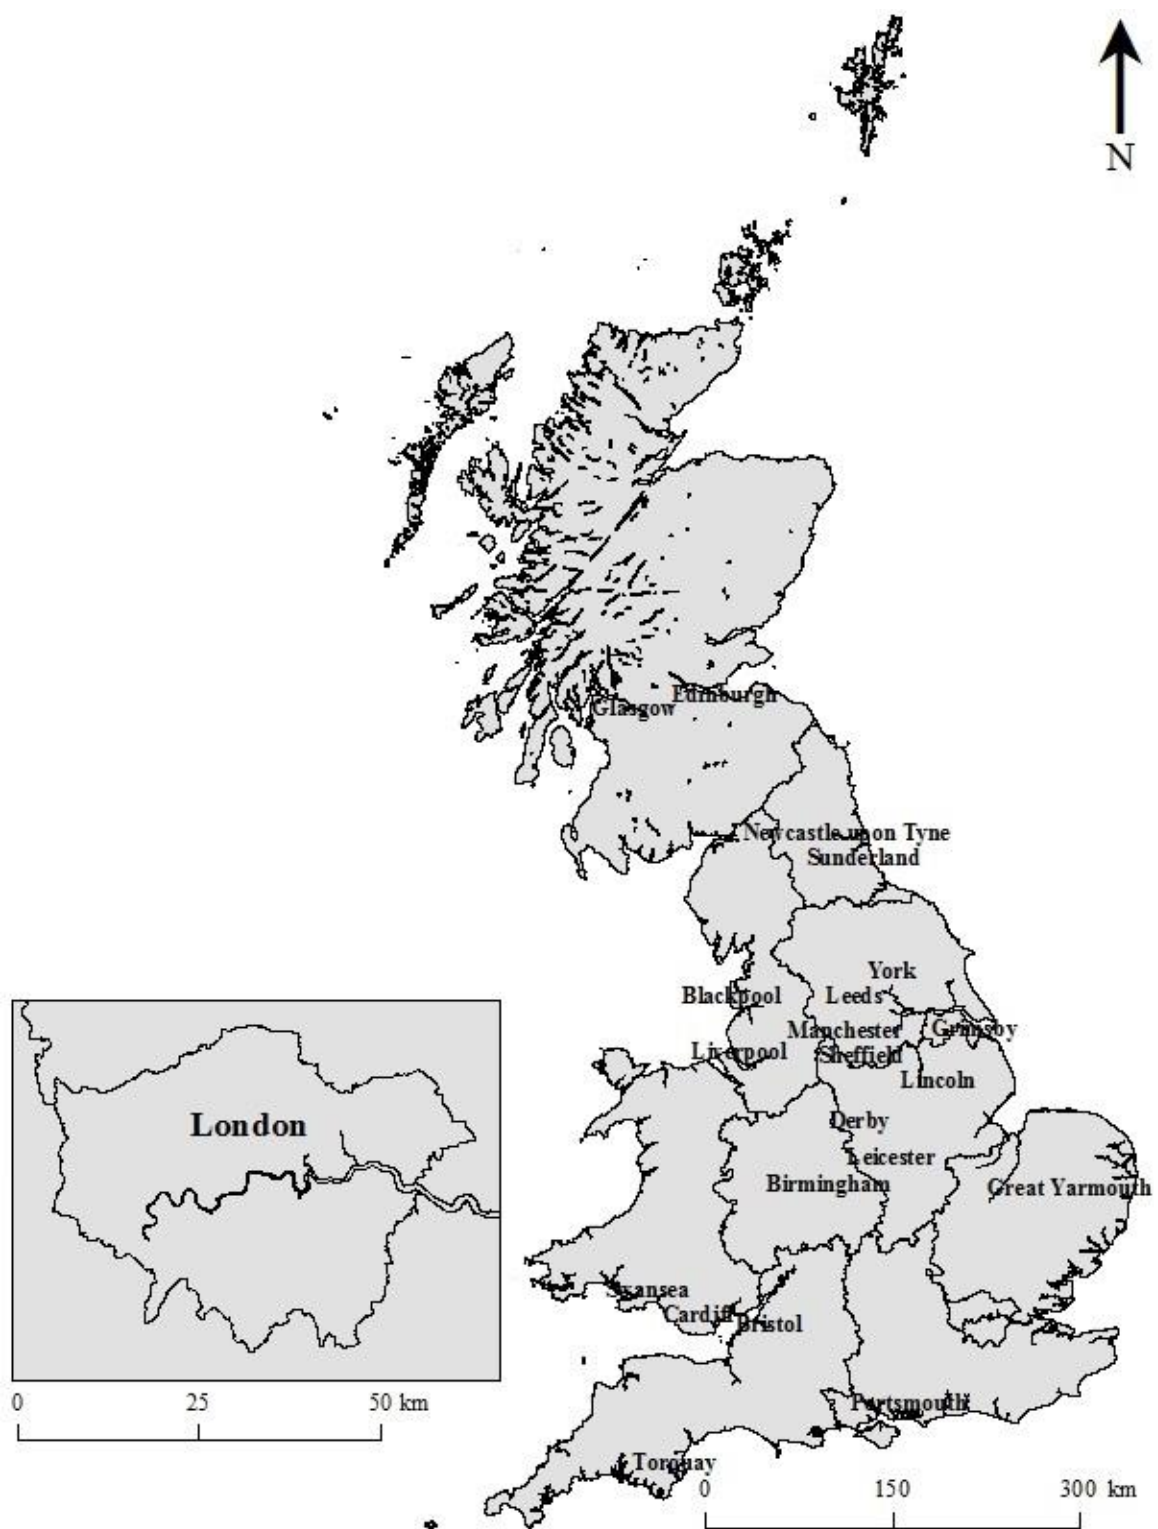 N
Edinburgh
Glasgow
Newcastle upon Tyne
Sunderland
York
Blackpool
Leeds
Manchester
Grimsby
Liverpool
Sheffield
Lincoln
London
Derby
Leicester
Birmingham
Great Yarmouth
Swansea
Cardiff
Bristol
0 25 50 km
Portsmouth
Torquay
0 150 300 km